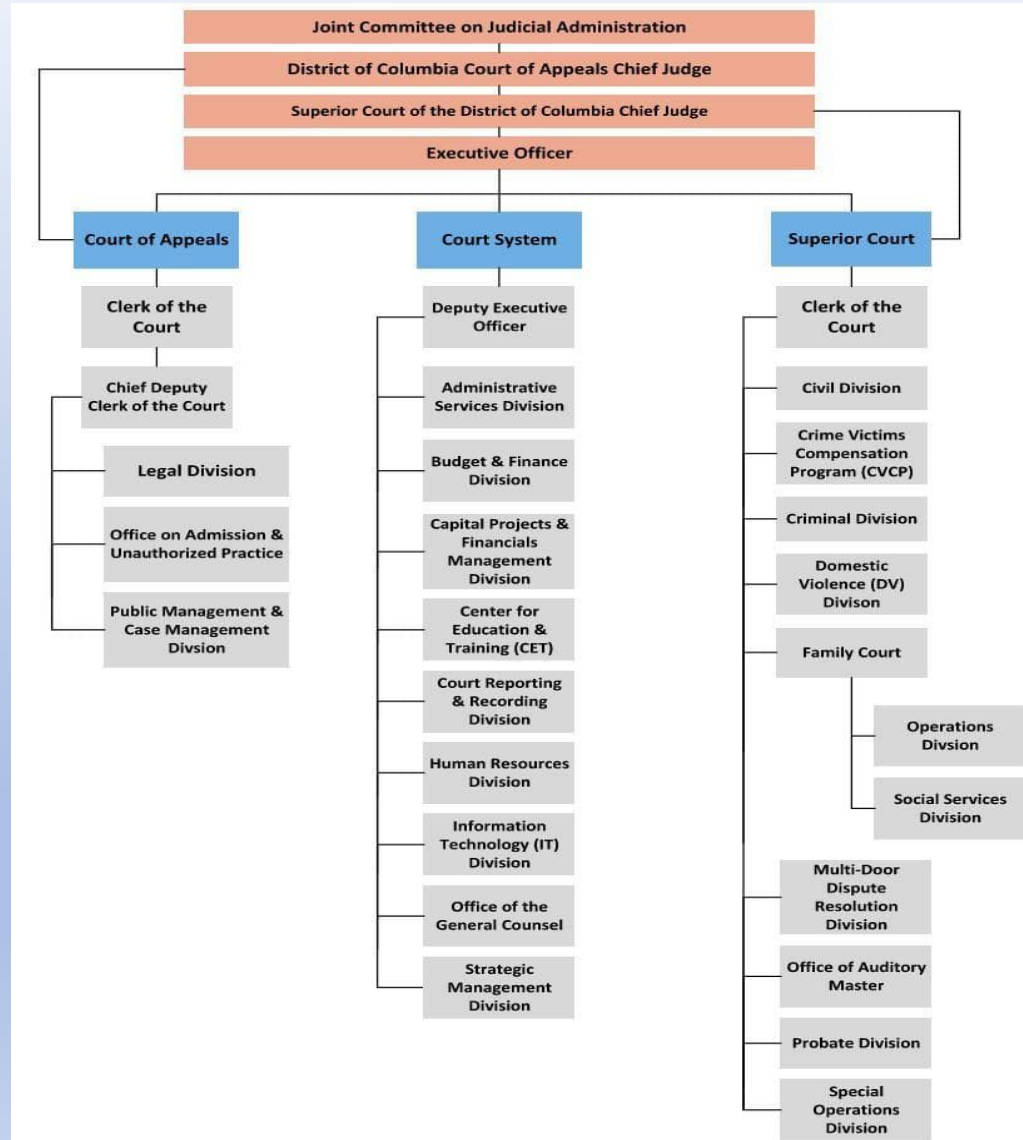 Joint Committee on Judicial Administration
District of Columbia Court of Appeals Chief Judge
Superior Court of the District of Columbia Chief Judge
Executive Officer
Court of Appeals
Clerk of the
Court
Chief Deputy
Clerk of the Court
Legal Division
Office on Admission &
Unauthorized Practice
Public Management &
Case Management
Divsion
Court System
Deputy Executive
Officer
Administrative
Services Division
Budget & Finance
Division
Capital Projects &
Financials
Management
Division
Center for
Education &
Training (CET)
Court Reporting
& Recording
Division
Human Resources
Division
Information
Technology (IT)
Division
Office of the
General Counsel
Strategic
Management
Division
Superior Court
Clerk of the
Court
Civil Division
Crime Victims
Compensation
Program (CVCP)
Criminal Division
Domestic
Violence (DV)
Divison
Family Court
Operations
Divsion
Social Services
Division
Multi-Door
Dispute
Resolution
Division
Office of Auditory
Master
Probate Division
Special
Operations
Division